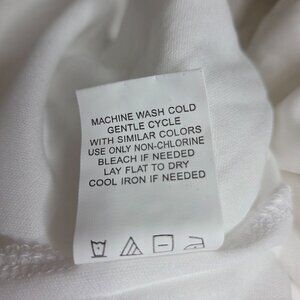 MACHINE WASH COLD
GENTLE CYCLE
WITH SIMILAR COLORS
USE ONLY NON-CHLORINE
BLEACH IF NEEDED
LAY FLAT TO DRY
COOL IRON IF NEEDED